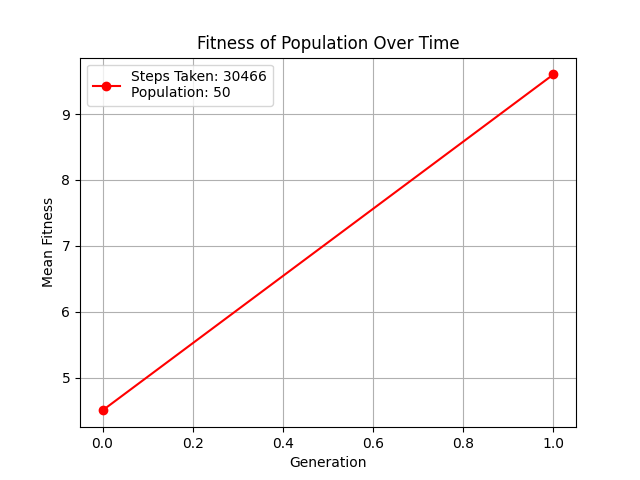 Fitness of Population Over Time
Steps Taken: 30466
Population: 50
9
8
7
6
5
Mean Fitness
0.0 0.2 0.4 0.6 0.8 1.0
Generation